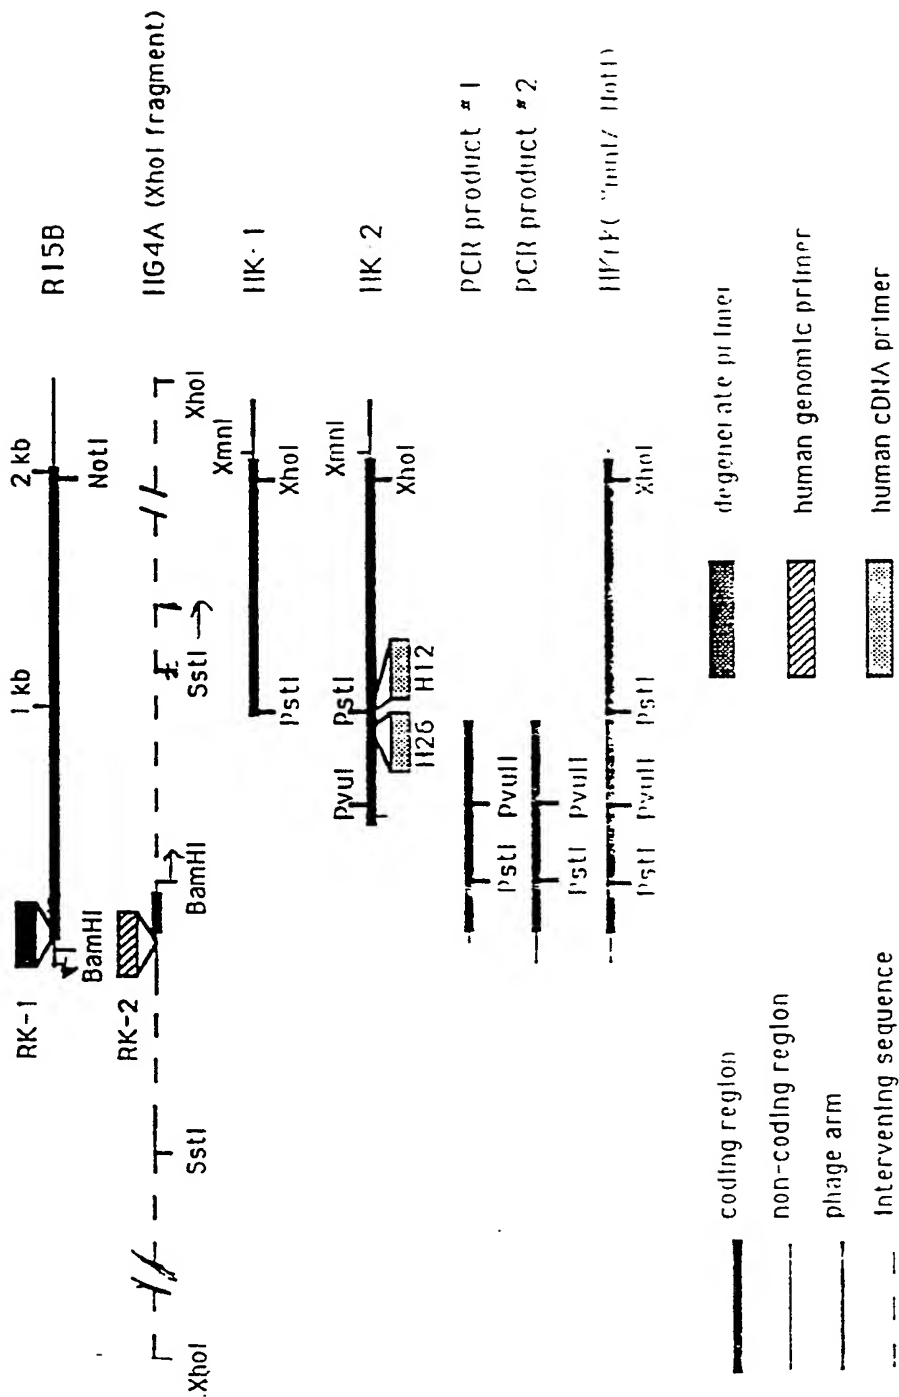 RK-1
BamHI
1 kb
2 kb
NotI
R15B
RK-2
XhoI
SstI
BamHI
SstI
XhoI
HG4A (XhoI fragment)
PstI
XmnI
XhoI
HK-1
PvuI
PstI
XmnI
XhoI
H26
H12
HK-2
PstI
PvuII
PCR product #1
PstI
PvuII
PCR product #2
PstI
PvuII
PstI
XhoI
coding region
non-coding region
phage arm
Intervening sequence
degenerate primer
human genomic primer
human cDNA primer